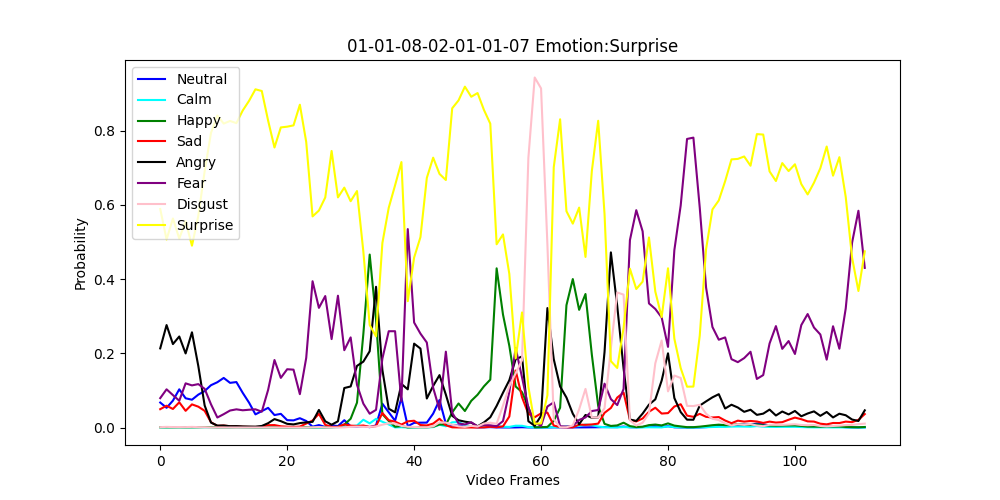 01-01-08-02-01-01-07 Emotion:Surprise
Neutral
Calm
Happy
Sad
Angry
Fear
Disgust
Surprise
Probability
0.8
0.6
0.4
0.2
0.0
0 20 40 60 80 100
Video Frames